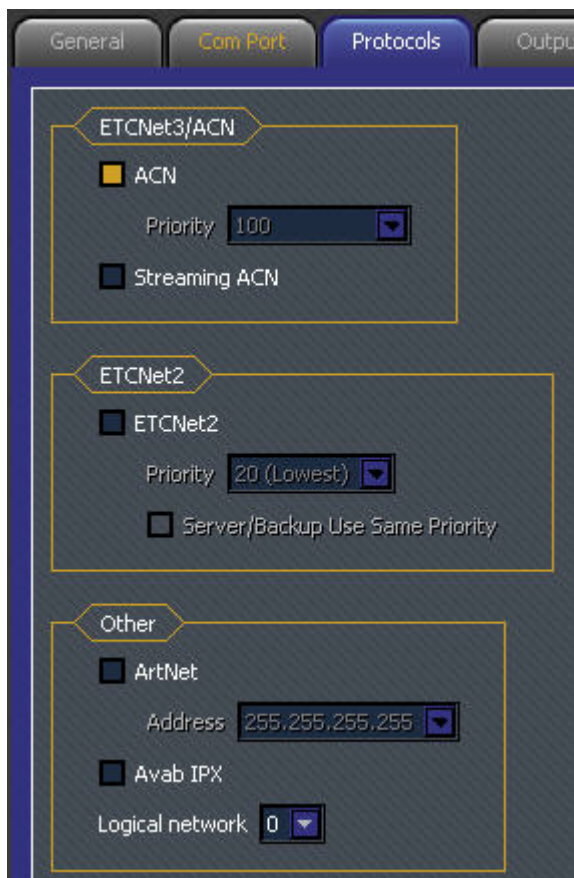 General Com Port Protocols Outpu
ETCNet3/ACN
ACN
Priority 100
Streaming ACN
ETCNet2
ETCNet2
Priority 20 (Lowest)
Server/Backup Use Same Priority
Other
ArtNet
Address 255.255.255.255
Avab IPX
Logical network 0